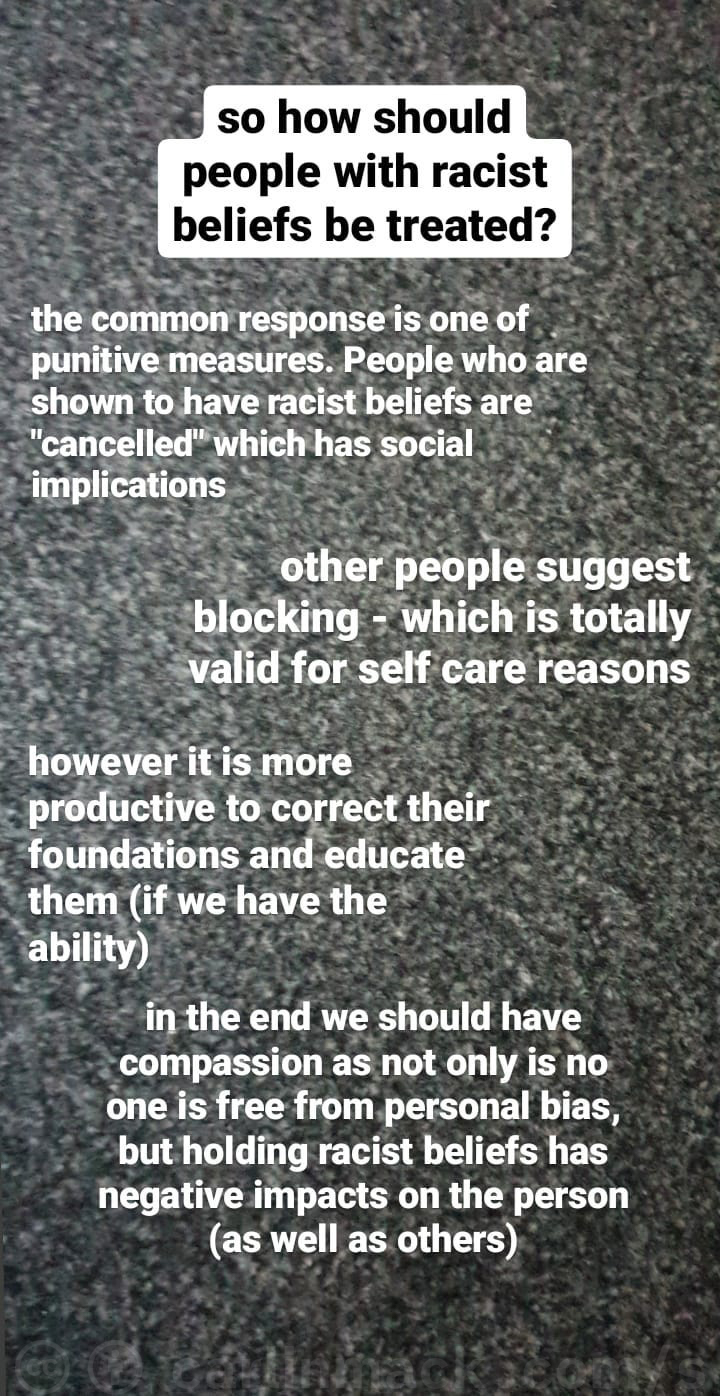 so how should
people with racist
beliefs be treated?
the common response is one of
punitive measures. People who are
shown to have racist beliefs are
"cancelled" which has social
implications
other people suggest
blocking - which is totally
valid for self care reasons
however it is more
productive to correct their
foundations and educate
them (if we have the
ability)
in the end we should have
compassion as not only is no
one is free from personal bias,
but holding racist beliefs has
negative impacts on the person
(as well as others)